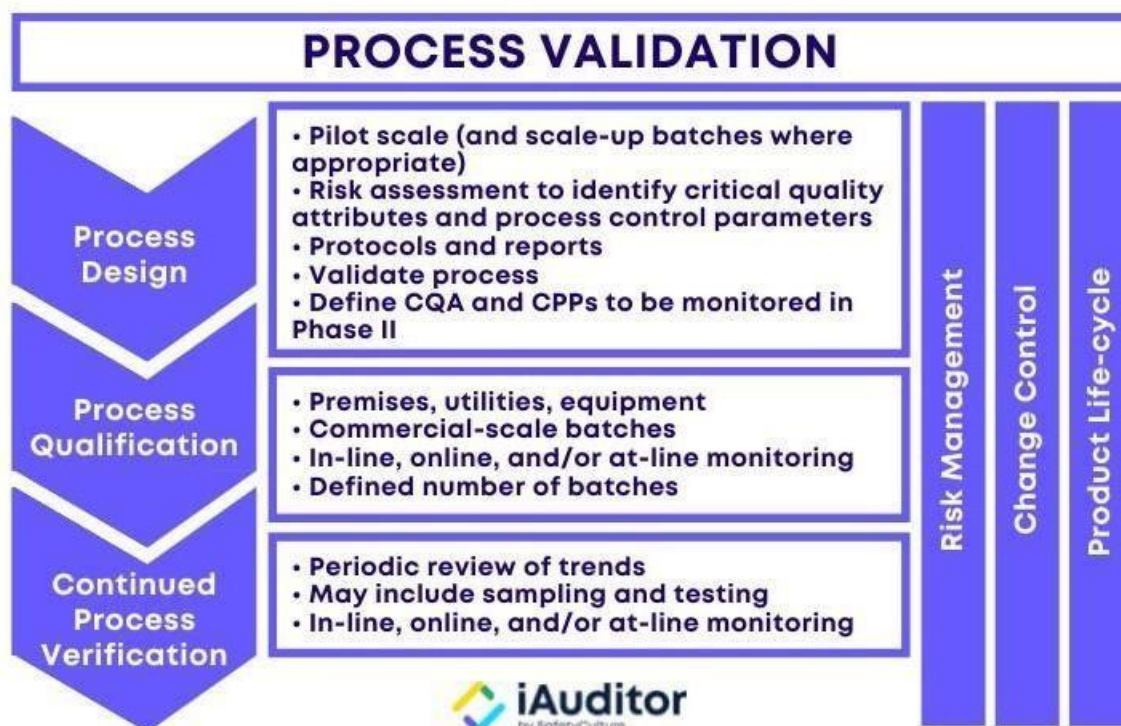 PROCESS VALIDATION
Process
Design
• Pilot scale (and scale-up batches where
appropriate)
• Risk assessment to identify critical quality
attributes and process control parameters
• Protocols and reports
• Validate process
• Define CQA and CPPs to be monitored in
Phase II
Process
Qualification
• Premises, utilities, equipment
• Commercial-scale batches
• In-line, online, and/or at-line monitoring
• Defined number of batches
Continued
Process
Verification
• Periodic review of trends
• May include sampling and testing
• In-line, online, and/or at-line monitoring
Risk Management
Change Control
Product Life-cycle
iAuditor
by SafetyCulture